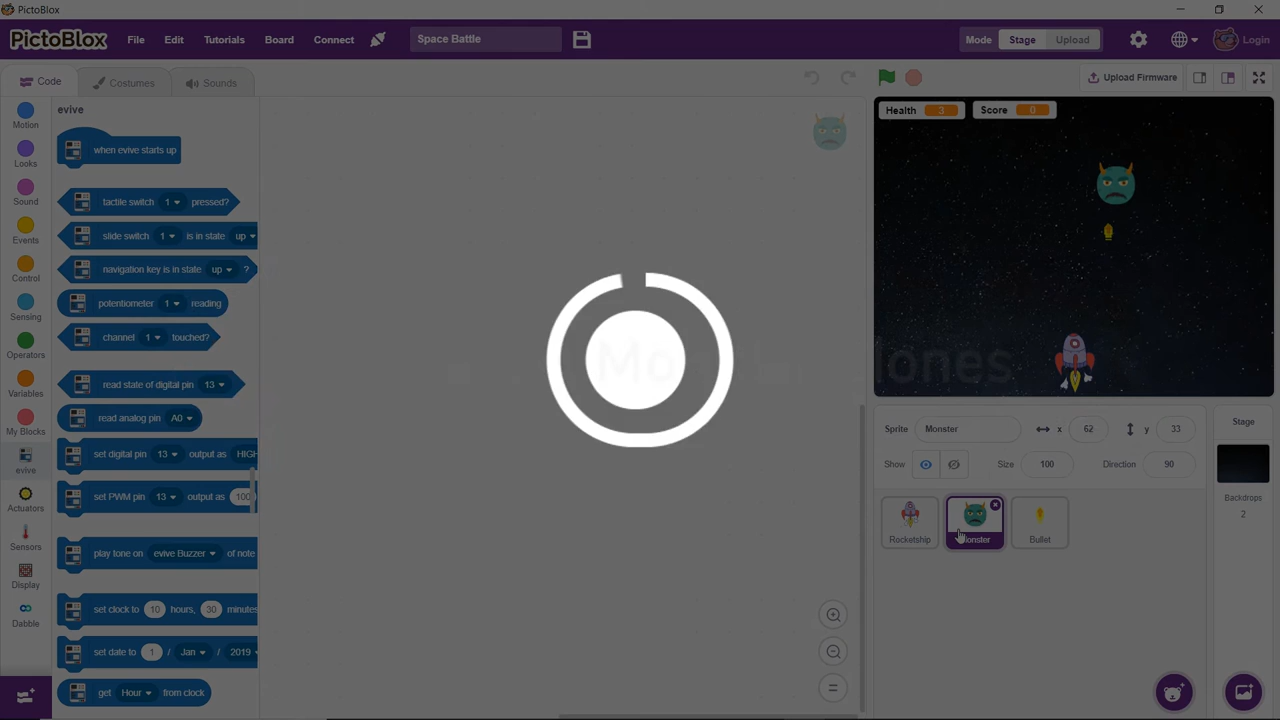 PictoBlox
PictoBlox File Edit Tutorials Board Connect Space Battle Mode Stage Upload Login
Code Costumes Sounds Upload Firmware
evive
Health 3 Score 0
Motion
when evive starts up
Looks
Sound
tactile switch 1 pressed?
Events
slide switch 1 is in state up
Control
navigation key is in state up ?
Sensing
potentiometer 1 reading
Operators
channel 1 touched?
Variables
read state of digital pin 13
My Blocks
read analog pin A0
evive
set digital pin 13 output as HIGH
Actuators
set PWM pin 13 output as 100
Sensors
play tone on evive Buzzer of note
Display
set clock to 10 hours, 30 minutes
Dabble
set date to 1 / Jan / 2019
get Hour from clock
Sprite Monster x 62 y 33
Show Size 100 Direction 90
Rocketship Monster Bullet
Stage
Backdrops
2